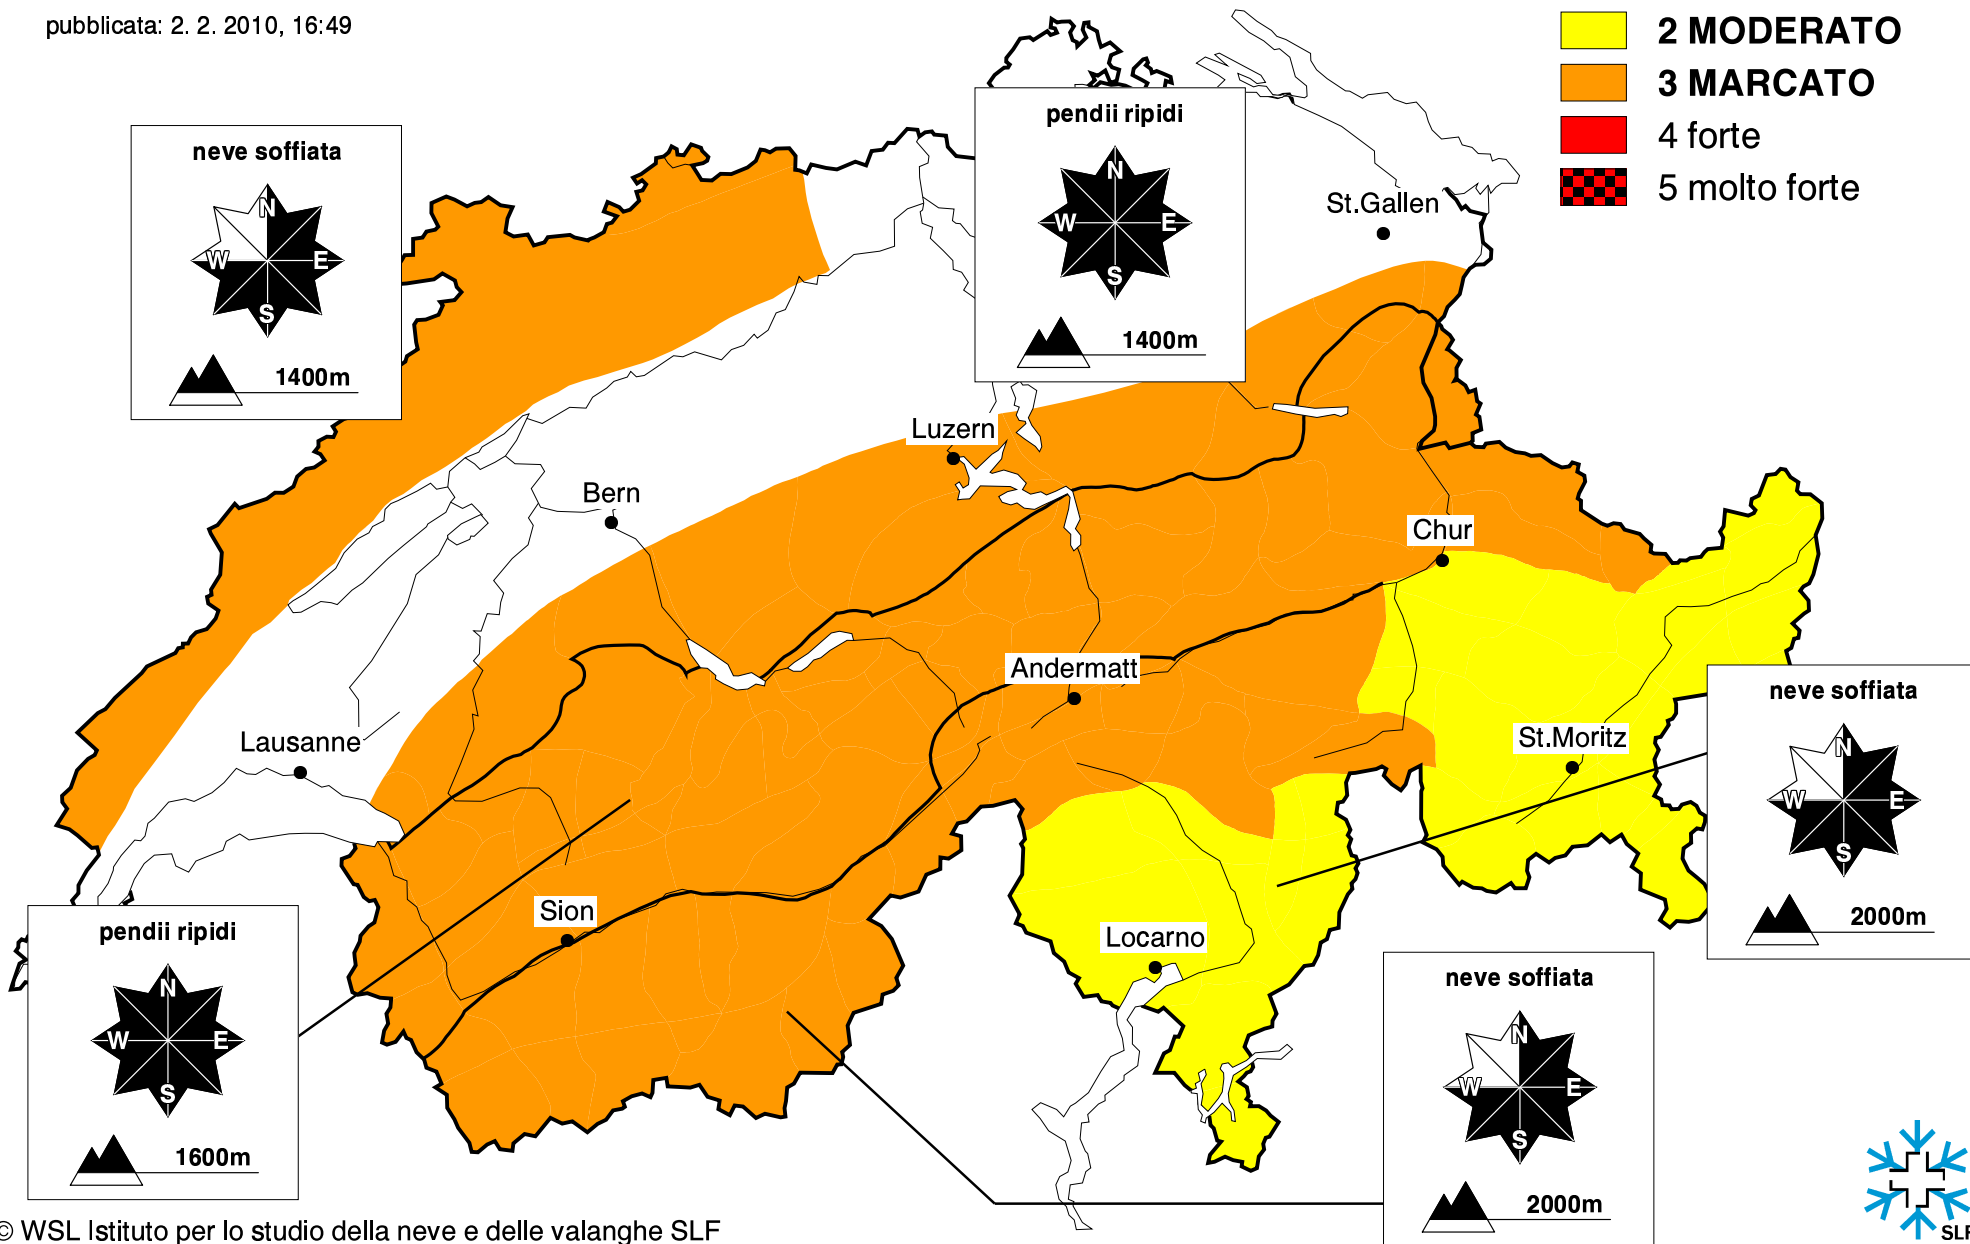 pubblicata: 2. 2. 2010, 16:49
2 MODERATO
3 MARCATO
4 forte
5 molto forte
neve soffiata
N
W E
S
1400m
pendii ripidi
N
W E
S
1400m
St.Gallen
Luzern
Bern
Chur
Andermatt
Lausanne
St.Moritz
Sion
Locarno
neve soffiata
N
W E
S
2000m
pendii ripidi
N
W E
S
1600m
neve soffiata
N
W E
S
2000m
© WSL Istituto per lo studio della neve e delle valanghe SLF
SLF